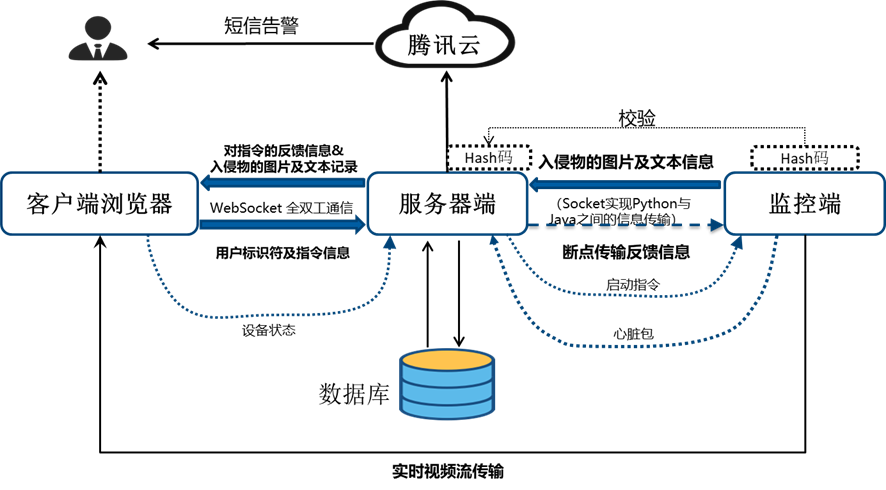 短信告警
腾讯云
校验
对指令的反馈信息&
入侵物的图片及文本记录
Hash码
入侵物的图片及文本信息
Hash码
客户端浏览器
WebSocket 全双工通信
服务器端
（Socket实现Python与
Java之间的信息传输）
监控端
用户标识符及指令信息
断点传输反馈信息
启动指令
设备状态
心脏包
数据库
实时视频流传输